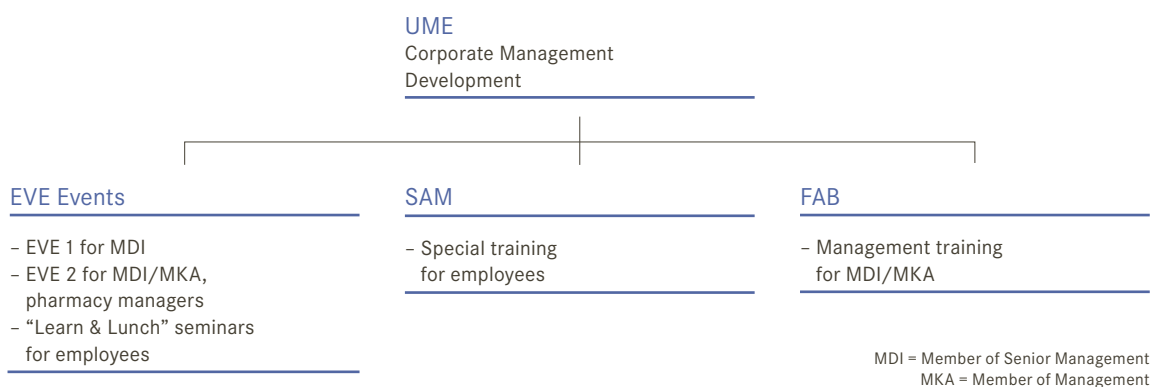 UME
Corporate Management
Development
EVE Events
– EVE 1 for MDI
– EVE 2 for MDI/MKA,
pharmacy managers
– “Learn & Lunch” seminars
for employees
SAM
– Special training
for employees
FAB
– Management training
for MDI/MKA
MDI = Member of Senior Management
MKA = Member of Management